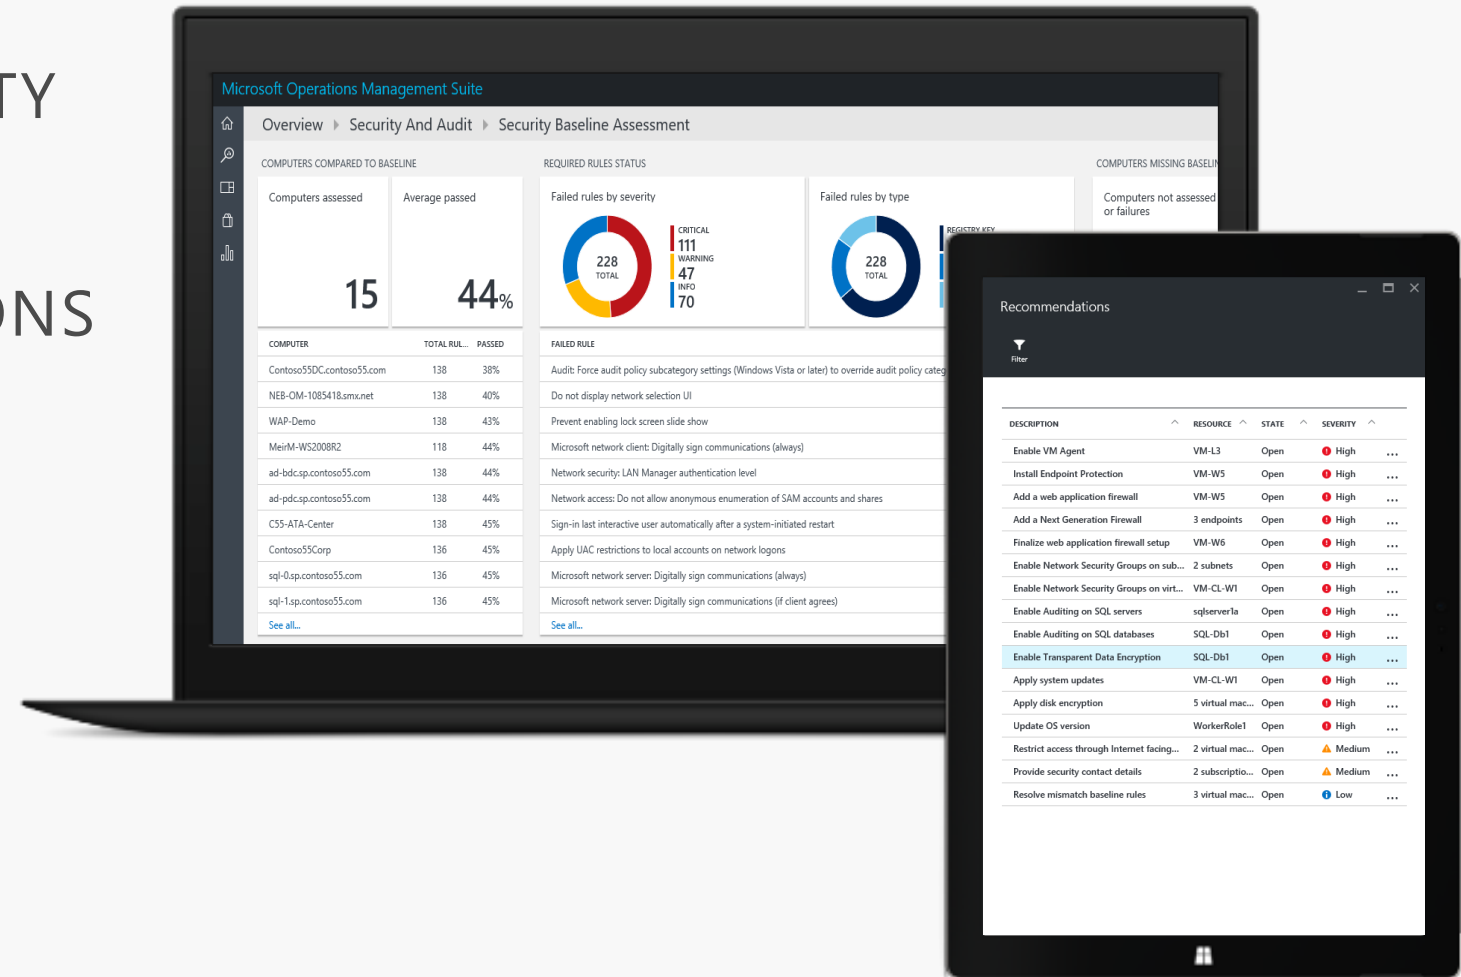 TY
ONS
Microsoft Operations Management Suite
Overview Security And Audit Security Baseline Assessment
COMPUTERS COMPARED TO BASELINE
Computers assessed
15
Average passed
44%
COMPUTER TOTAL RUL... PASSED
Contoso55DC.contoso55.com 138 38%
NEB-OM-1085418.smx.net 138 40%
WAP-Demo 138 43%
MeirM-WS2008R2 118 44%
ad-bdc.sp.contoso55.com 138 44%
ad-pdc.sp.contoso55.com 138 44%
C55-ATA-Center 138 45%
Contoso55Corp 136 45%
sql-0.sp.contoso55.com 136 45%
sql-1.sp.contoso55.com 136 45%
See all...
REQUIRED RULES STATUS
Failed rules by severity
228
TOTAL
CRITICAL
111
WARNING
47
INFO
70
Failed rules by type
228
TOTAL
REGISTRY KEY
FAILED RULE
Audit: Force audit policy subcategory settings (Windows Vista or later) to override audit policy categ
Do not display network selection UI
Prevent enabling lock screen slide show
Microsoft network client: Digitally sign communications (always)
Network security: LAN Manager authentication level
Network access: Do not allow anonymous enumeration of SAM accounts and shares
Sign-in last interactive user automatically after a system-initiated restart
Apply UAC restrictions to local accounts on network logons
Microsoft network server: Digitally sign communications (always)
Microsoft network server: Digitally sign communications (if client agrees)
See all...
COMPUTERS MISSING BASELIN
Computers not assessed
or failures
Recommendations
Filter
DESCRIPTION RESOURCE STATE SEVERITY
Enable VM Agent VM-L3 Open High ...
Install Endpoint Protection VM-W5 Open High ...
Add a web application firewall VM-W5 Open High ...
Add a Next Generation Firewall 3 endpoints Open High ...
Finalize web application firewall setup VM-W6 Open High ...
Enable Network Security Groups on sub... 2 subnets Open High ...
Enable Network Security Groups on virt... VM-CL-W1 Open High ...
Enable Auditing on SQL servers sqlserver1a Open High ...
Enable Auditing on SQL databases SQL-Db1 Open High ...
Enable Transparent Data Encryption SQL-Db1 Open High ...
Apply system updates VM-CL-W1 Open High ...
Apply disk encryption 5 virtual mac... Open High ...
Update OS version WorkerRole1 Open High ...
Restrict access through Internet facing... 2 virtual mac... Open Medium ...
Provide security contact details 2 subscriptio... Open Medium ...
Resolve mismatch baseline rules 3 virtual mac... Open Low ...